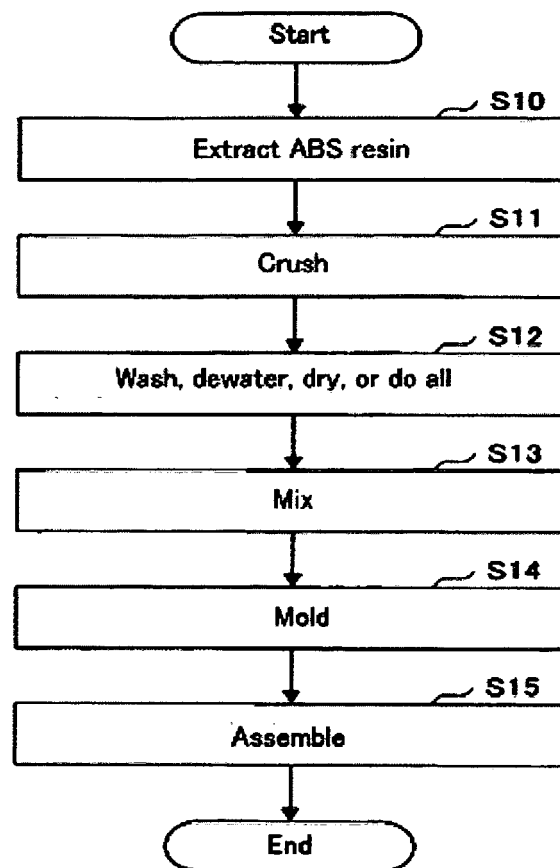 Start
S10
Extract ABS resin
S11
Crush
S12
Wash, dewater, dry, or do all
S13
Mix
S14
Mold
S15
Assemble
End